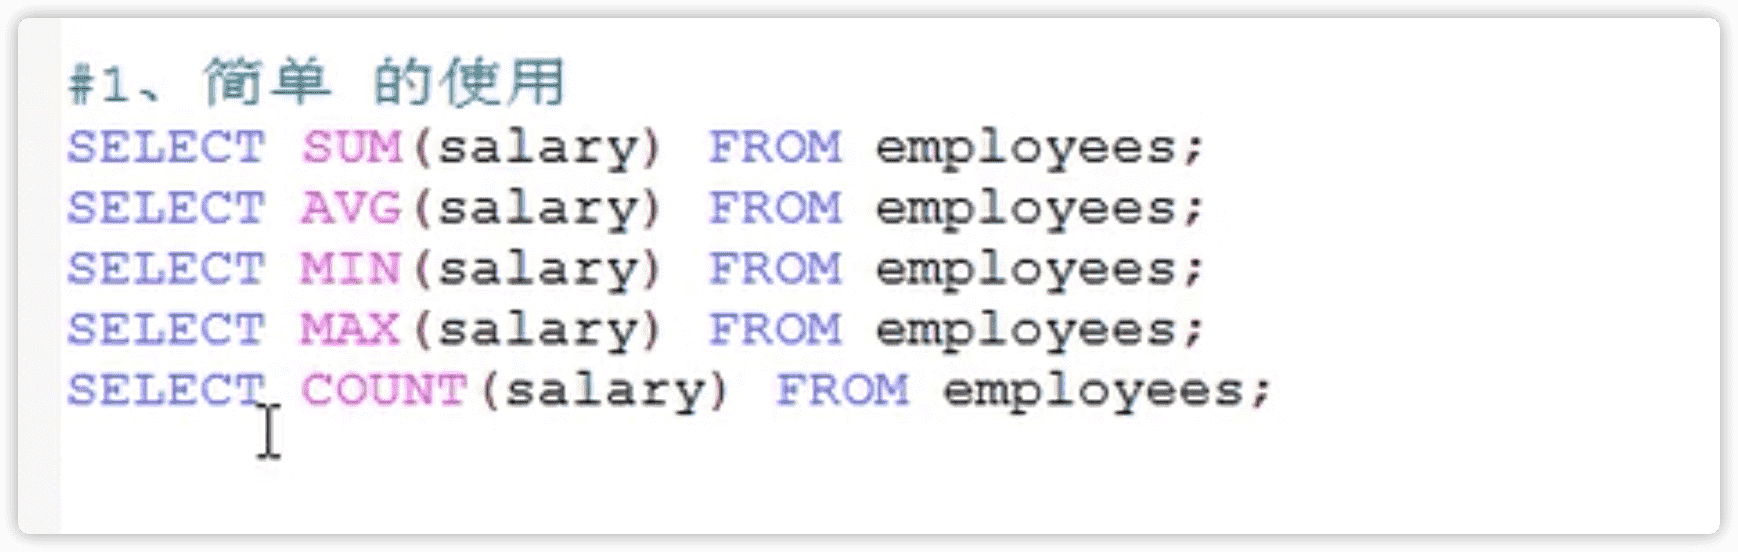 #1、简单 的使用
SELECT SUM(salary) FROM employees;
SELECT AVG(salary) FROM employees;
SELECT MIN(salary) FROM employees;
SELECT MAX(salary) FROM employees;
SELECT COUNT(salary) FROM employees;